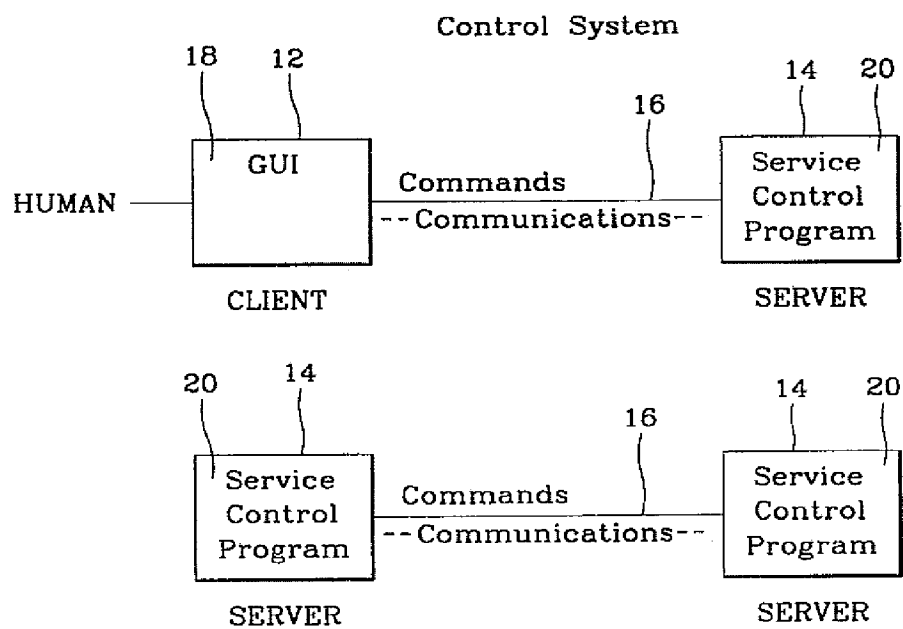 Control System
18 12 14 20
16
GUI
Service
Control
Program
HUMAN
Commands
--Communications--
CLIENT
SERVER
20 14 14 20
16
Service
Control
Program
Commands
--Communications--
Service
Control
Program
SERVER
SERVER